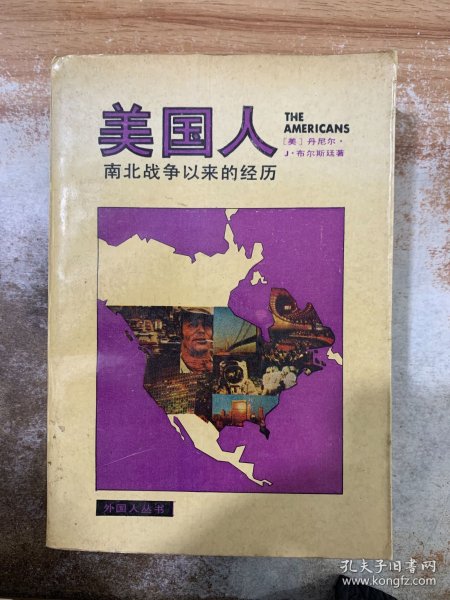 美国人
THE
AMERICANS
[美] 丹尼尔·
J·布尔斯廷著
南北战争以来的经历
外国人丛书
孔夫子旧书网
www.kongfz.com